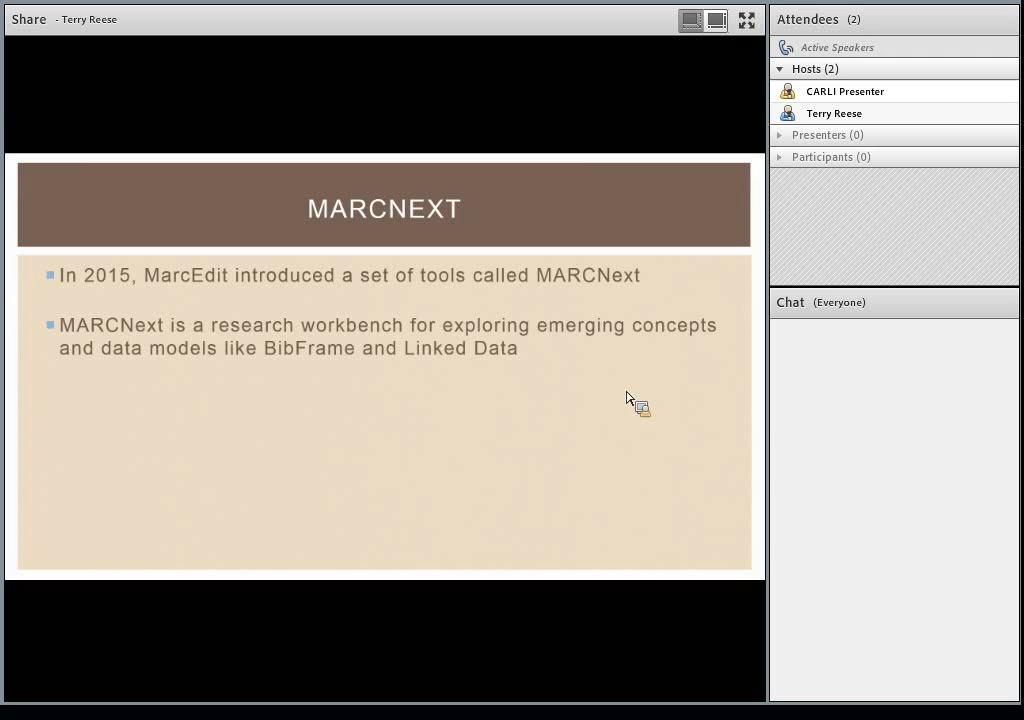 Share - Terry Reese
Attendees (2)
Active Speakers
Hosts (2)
CARLI Presenter
Terry Reese
Presenters (0)
Participants (0)
Chat (Everyone)
MARCNEXT
In 2015, MarcEdit introduced a set of tools called MARCNext
MARCNext is a research workbench for exploring emerging concepts
and data models like BibFrame and Linked Data